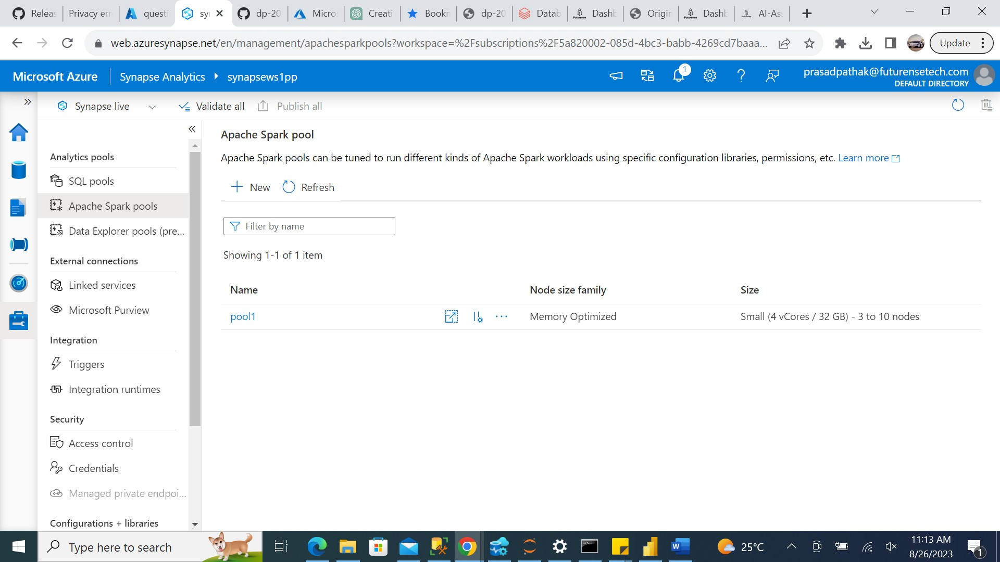 Releas
Privacy err
questi
sy
dp-20
Micro
Creati
Bookn
dp-20
Datab
Dashb
Origin
Dashb
AI-Ass
web.azuresynapse.net/en/management/apachesparkpools?workspace=%2Fsubscriptions%2F5a820002-085d-4bc3-babb-4269cd7baaa...
Update
Microsoft Azure
Synapse Analytics
synapsews1pp
1
prasadpathak@futurensetech.com
DEFAULT DIRECTORY
Synapse live
Validate all
Publish all
Analytics pools
SQL pools
Apache Spark pools
Data Explorer pools (pre...
External connections
Linked services
Microsoft Purview
Integration
Triggers
Integration runtimes
Security
Access control
Credentials
Managed private endpoi...
Configurations + libraries
Apache Spark pool
Apache Spark pools can be tuned to run different kinds of Apache Spark workloads using specific configuration libraries, permissions, etc. Learn more
New
Refresh
Filter by name
Showing 1-1 of 1 item
Name
Node size family
Size
pool1
Memory Optimized
Small (4 vCores / 32 GB) - 3 to 10 nodes
Type here to search
25°C
11:13 AM
8/26/2023
1